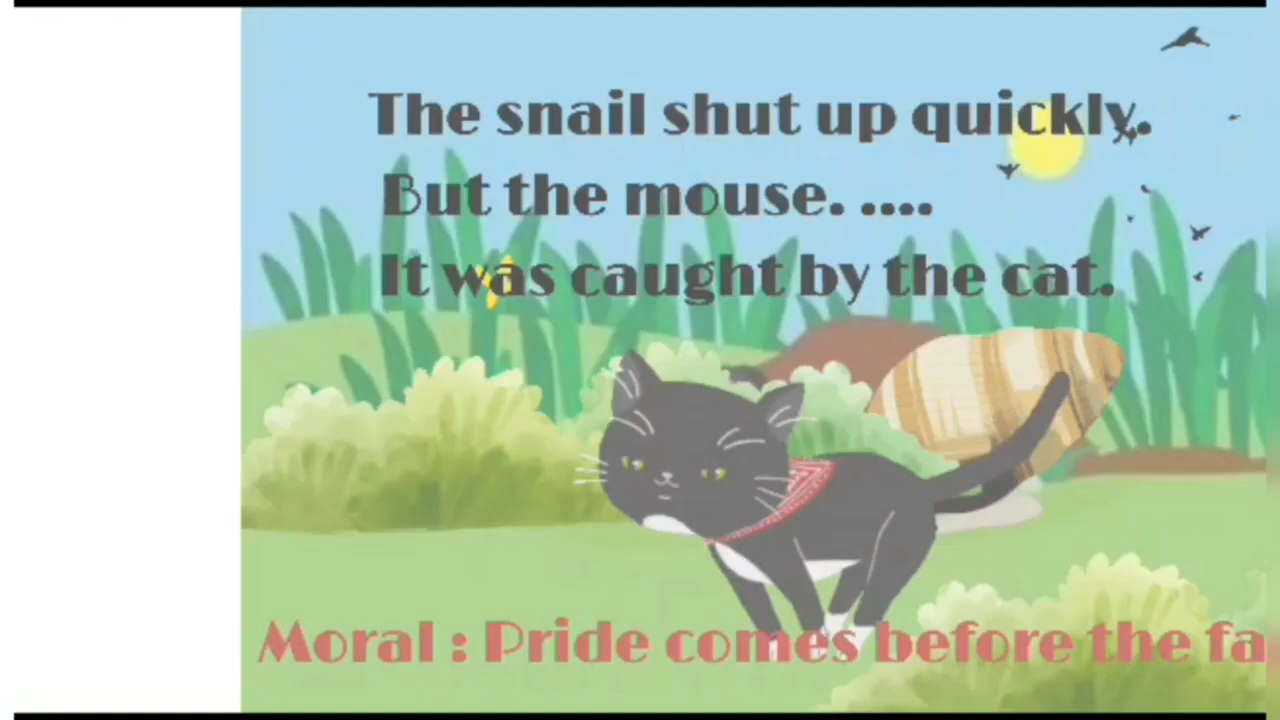 The snail shut up quickly.
But the mouse. ....
It was caught by the cat.
Moral : Pride comes before the fa